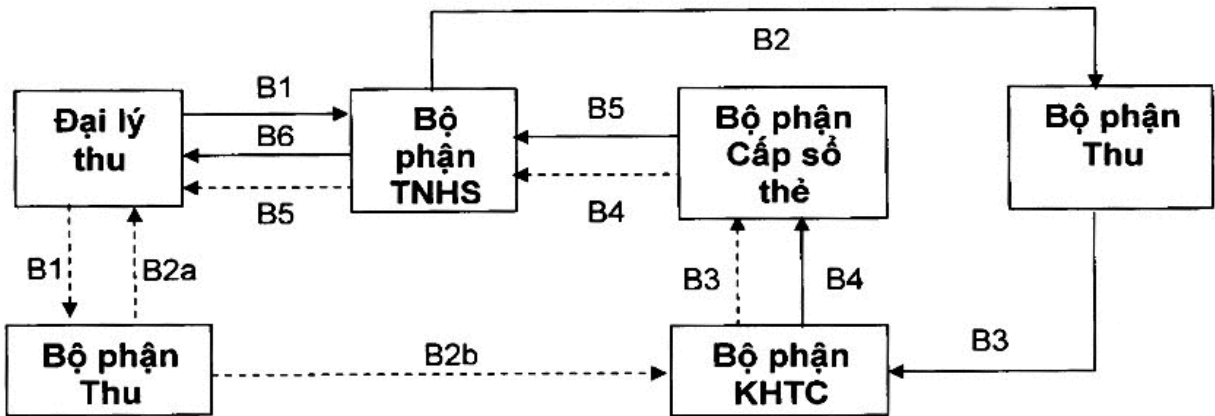 B2
Đại lý
thu
B1
B6
B5
Bộ
phận
TNHS
B5
B4
Bộ phận
Cấp sổ
thẻ
Bộ phận
Thu
B1
B2a
B3
B4
B3
Bộ phận
Thu
B2b
Bộ phận
KHTC